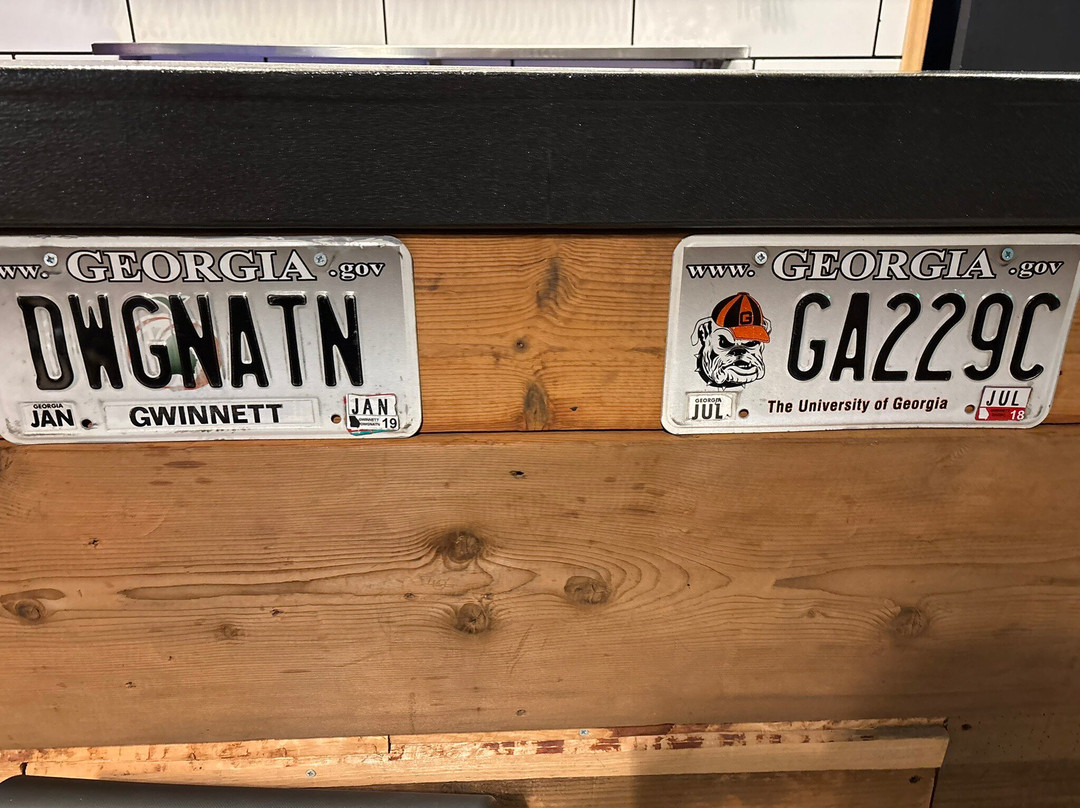 ww.GEORGIA.gov
DWGNATN
GEORGIA
JAN
GWINNETT
JAN
19
www.GEORGIA.gov
G
GA229C
GEORGIA
JUL
The University of Georgia
JUL
18